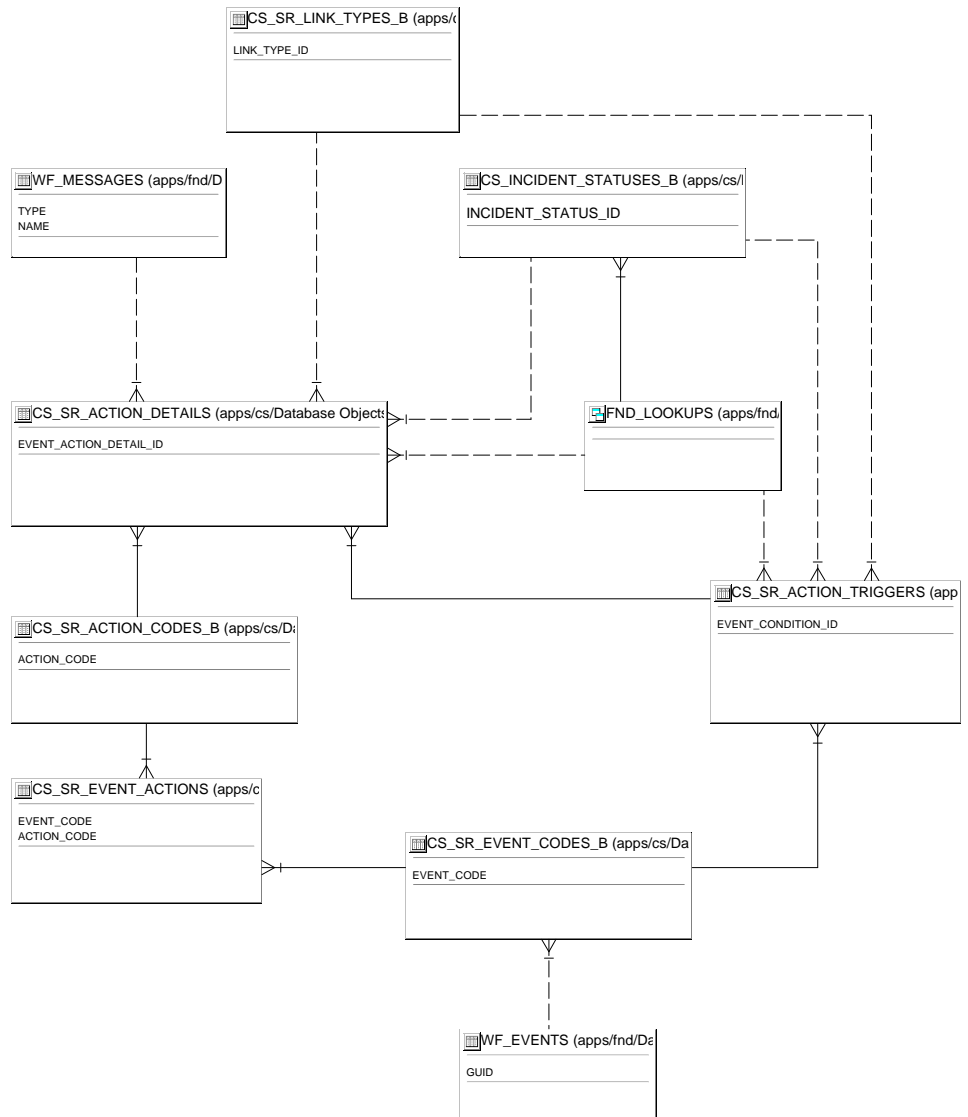 CS_SR_LINK_TYPES_B (apps/
LINK_TYPE_ID
WF_MESSAGES (apps/fnd/D
TYPE
NAME
CS_INCIDENT_STATUSES_B (apps/cs/
INCIDENT_STATUS_ID
CS_SR_ACTION_DETAILS (apps/cs/Database Objects
EVENT_ACTION_DETAIL_ID
FND_LOOKUPS (apps/fnd/
CS_SR_ACTION_TRIGGERS (app
EVENT_CONDITION_ID
CS_SR_ACTION_CODES_B (apps/cs/Da
ACTION_CODE
CS_SR_EVENT_ACTIONS (apps/c
EVENT_CODE
ACTION_CODE
CS_SR_EVENT_CODES_B (apps/cs/Da
EVENT_CODE
WF_EVENTS (apps/fnd/Da
GUID